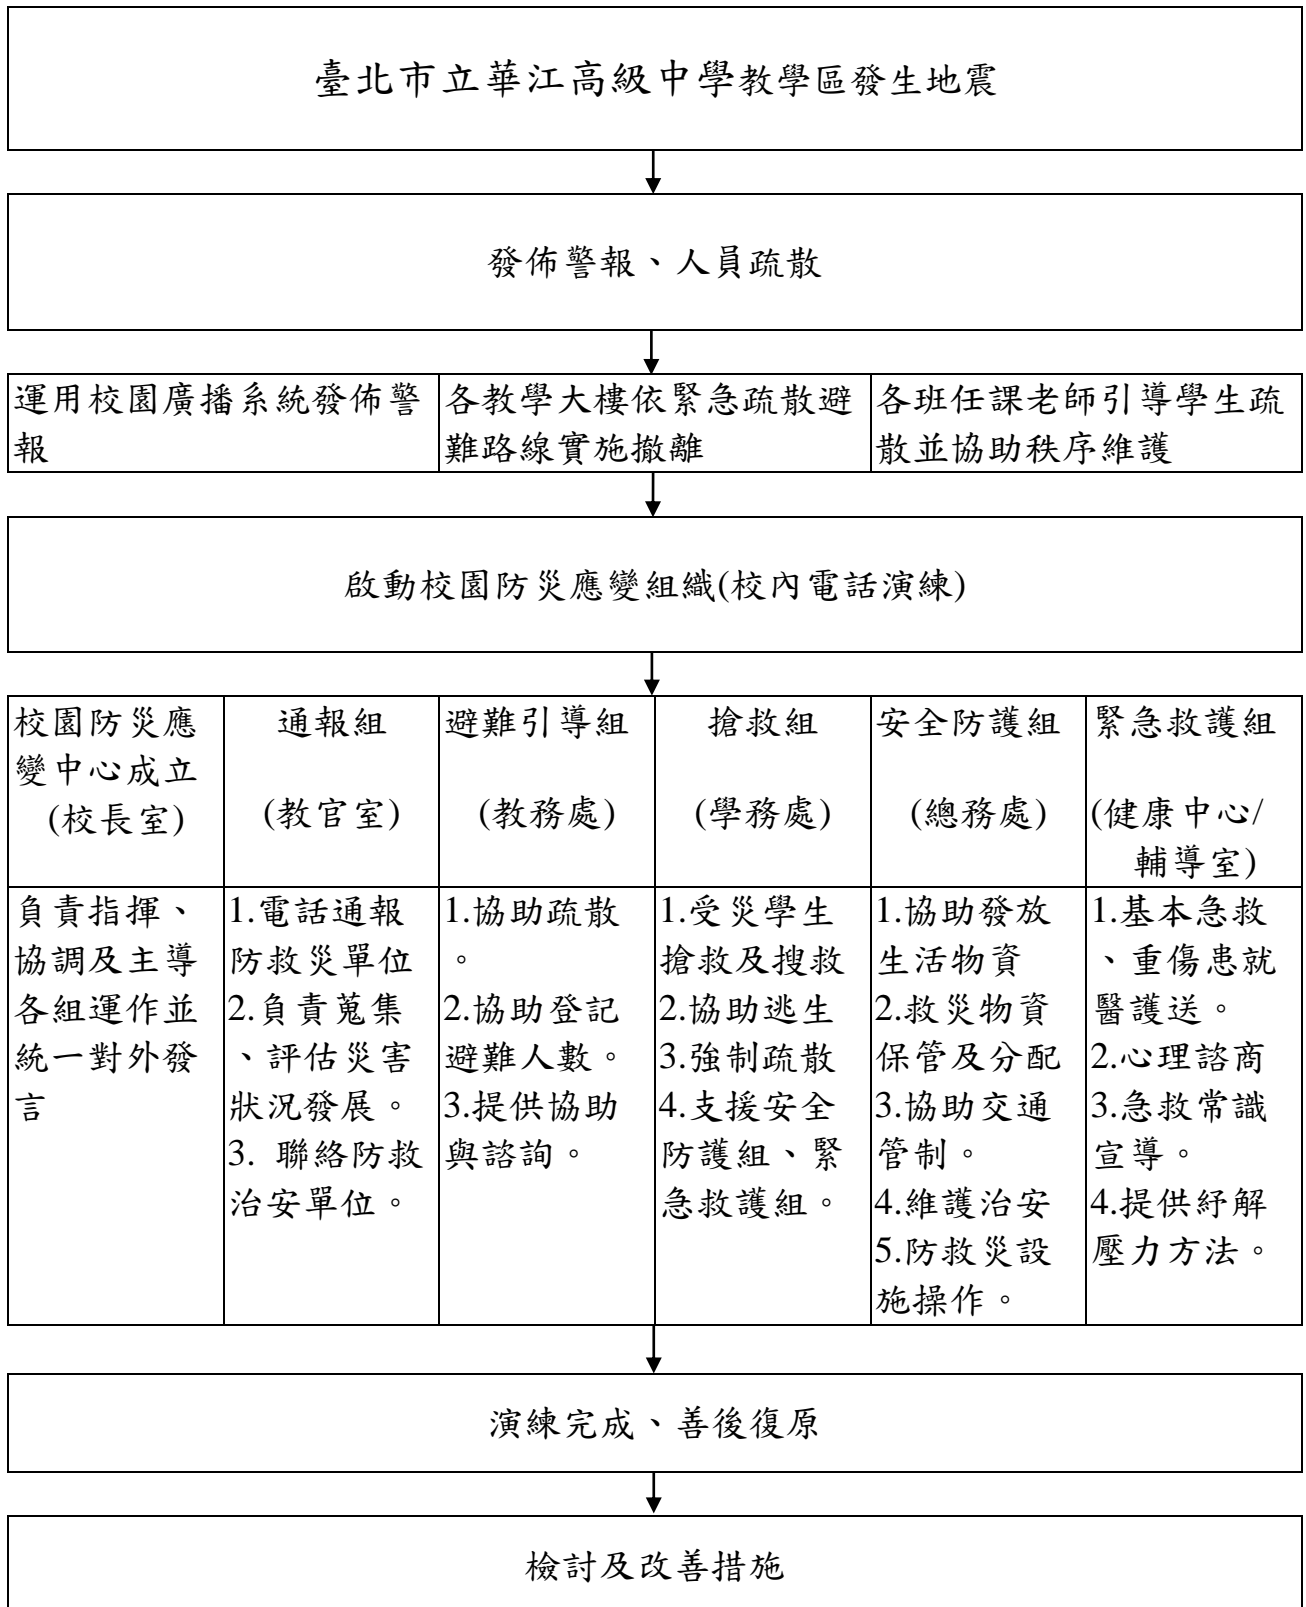 臺北市立華江高級中學教學區發生地震
發佈警報、人員疏散
運用校園廣播系統發佈警
報
各教學大樓依緊急疏散避
難路線實施撤離
各班任課老師引導學生疏
散並協助秩序維護
啟動校園防災應變組織(校內電話演練)
校園防災應
變中心成立
(校長室)
通報組
(教官室)
避難引導組
(教務處)
搶救組
(學務處)
安全防護組
(總務處)
緊急救護組
(健康中心/
輔導室)
負責指揮、
協調及主導
各組運作並
統一對外發
言
1.電話通報
防救災單位
2.負責蒐集
、評估災害
狀況發展。
3. 聯絡防救
治安單位。
1.協助疏散
。
2.協助登記
避難人數。
3.提供協助
與諮詢。
1.受災學生
搶救及搜救
2.協助逃生
3.強制疏散
4.支援安全
防護組、緊
急救護組。
1.協助發放
生活物資
2.救災物資
保管及分配
3.協助交通
管制。
4.維護治安
5.防救災設
施操作。
1.基本急救
、重傷患就
醫護送。
2.心理諮商
3.急救常識
宣導。
4.提供紓解
壓力方法。
演練完成、善後復原
檢討及改善措施